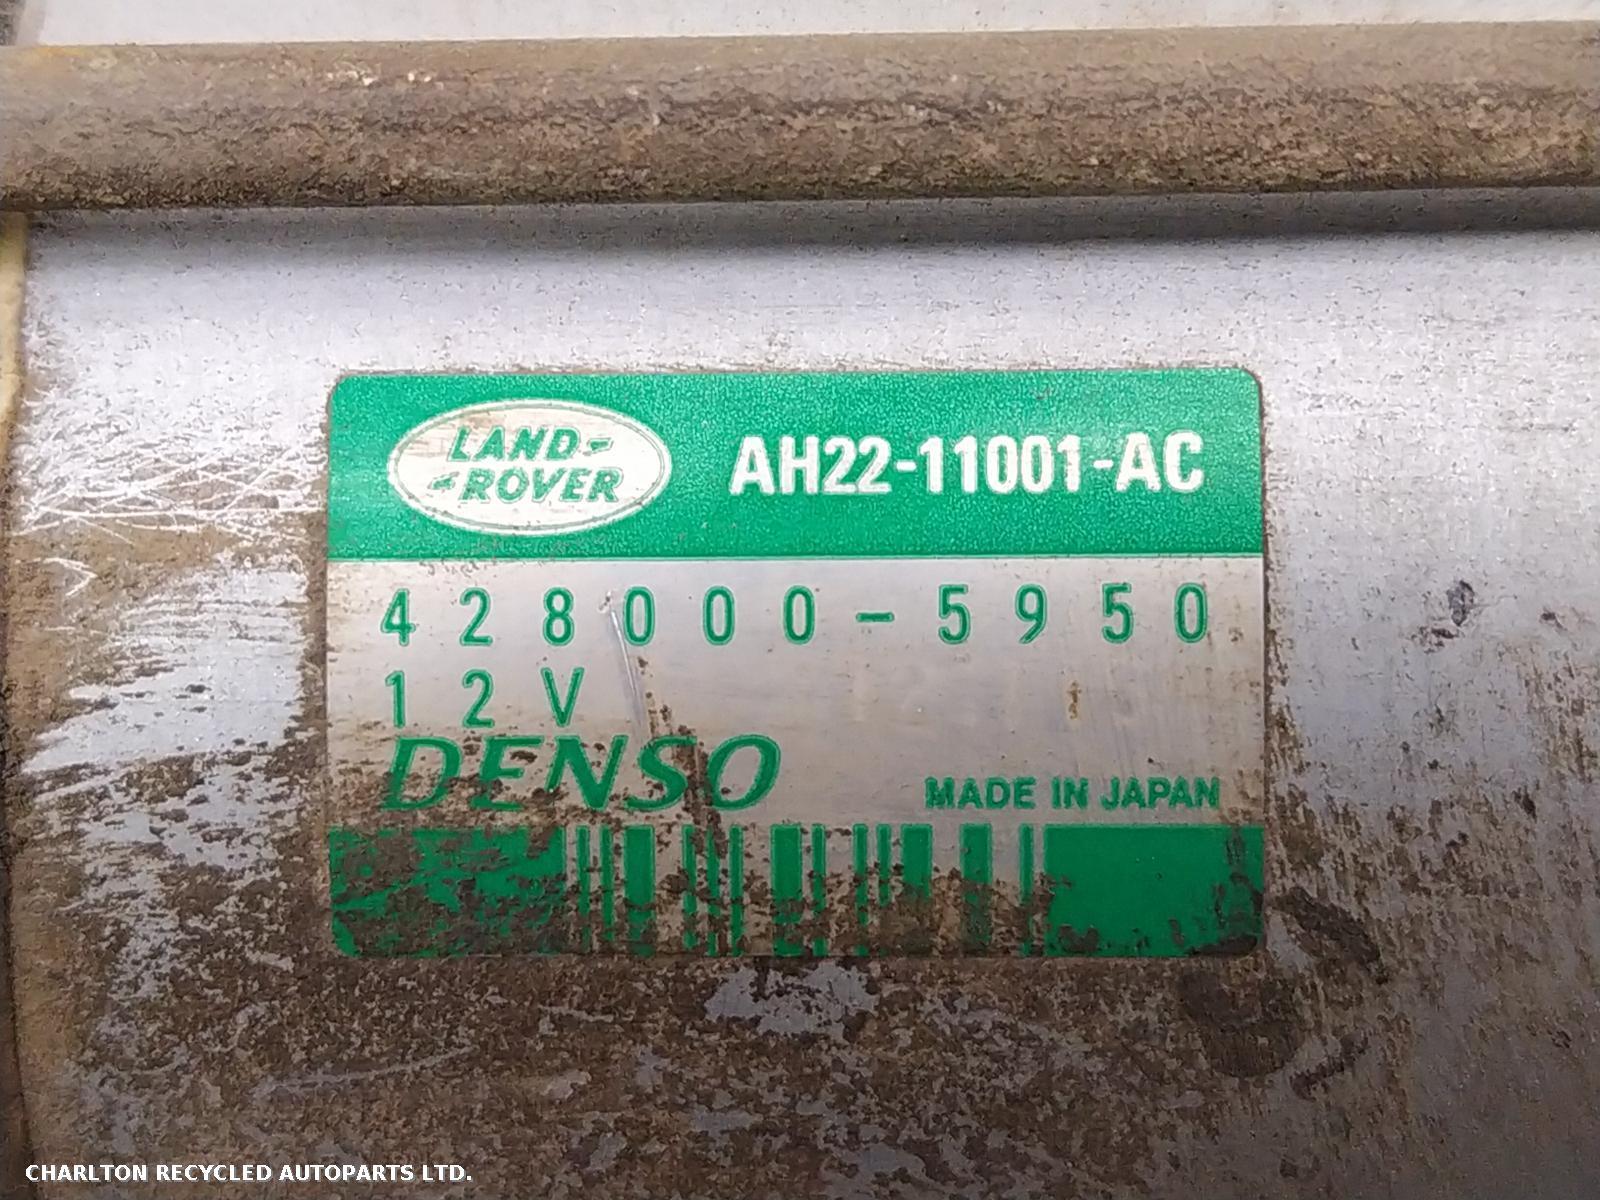 LAND-
-ROVER
AH22-11001-AC
428000-5950
12V
DENSO
MADE IN JAPAN
CHARLTON RECYCLED AUTOPARTS LTD.